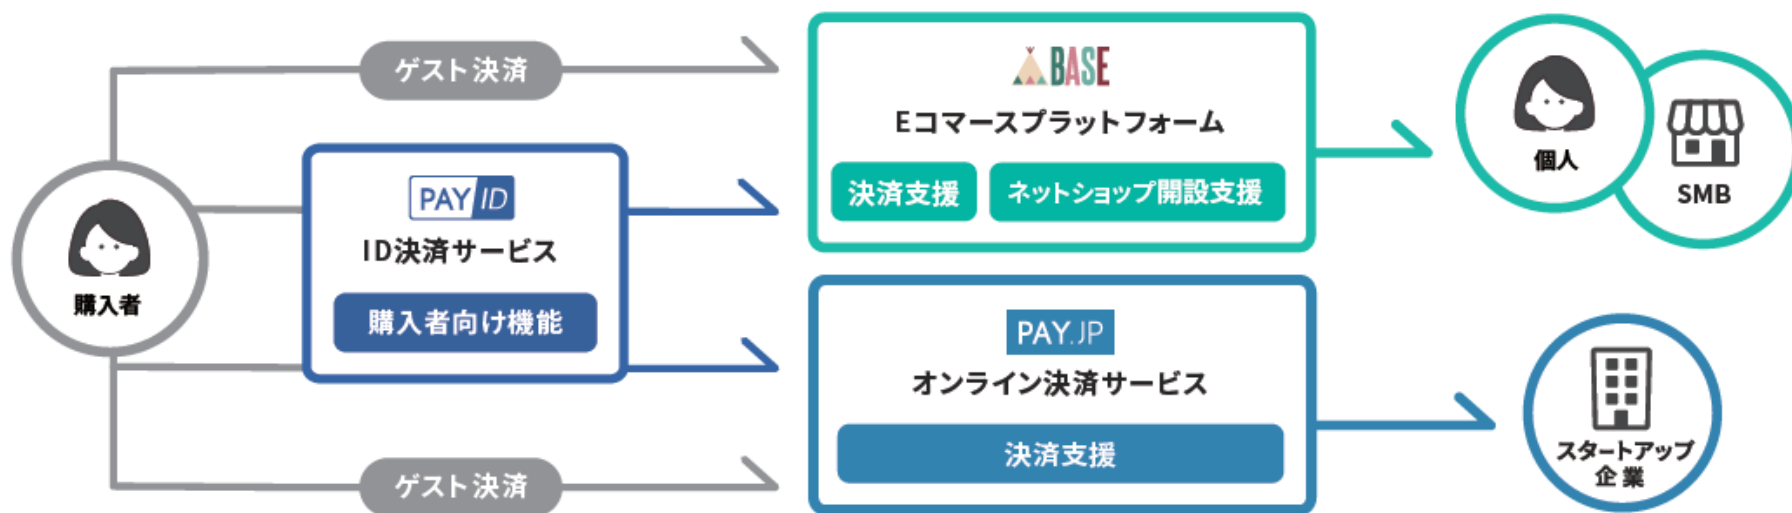 ゲスト決済
購入者
PAY ID
ID決済サービス
購入者向け機能
ゲスト決済
BASE
Eコマースプラットフォーム
決済支援
ネットショップ開設支援
PAY.JP
オンライン決済サービス
決済支援
個人
SMB
スタートアップ
企業